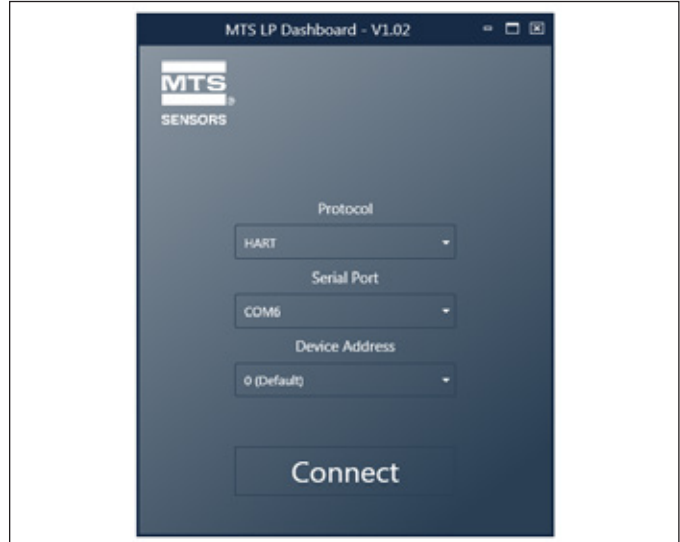 MTS LP Dashboard - V1.02
MTS
®
SENSORS
Protocol
HART
Serial Port
COM6
Device Address
0 (Default)
Connect